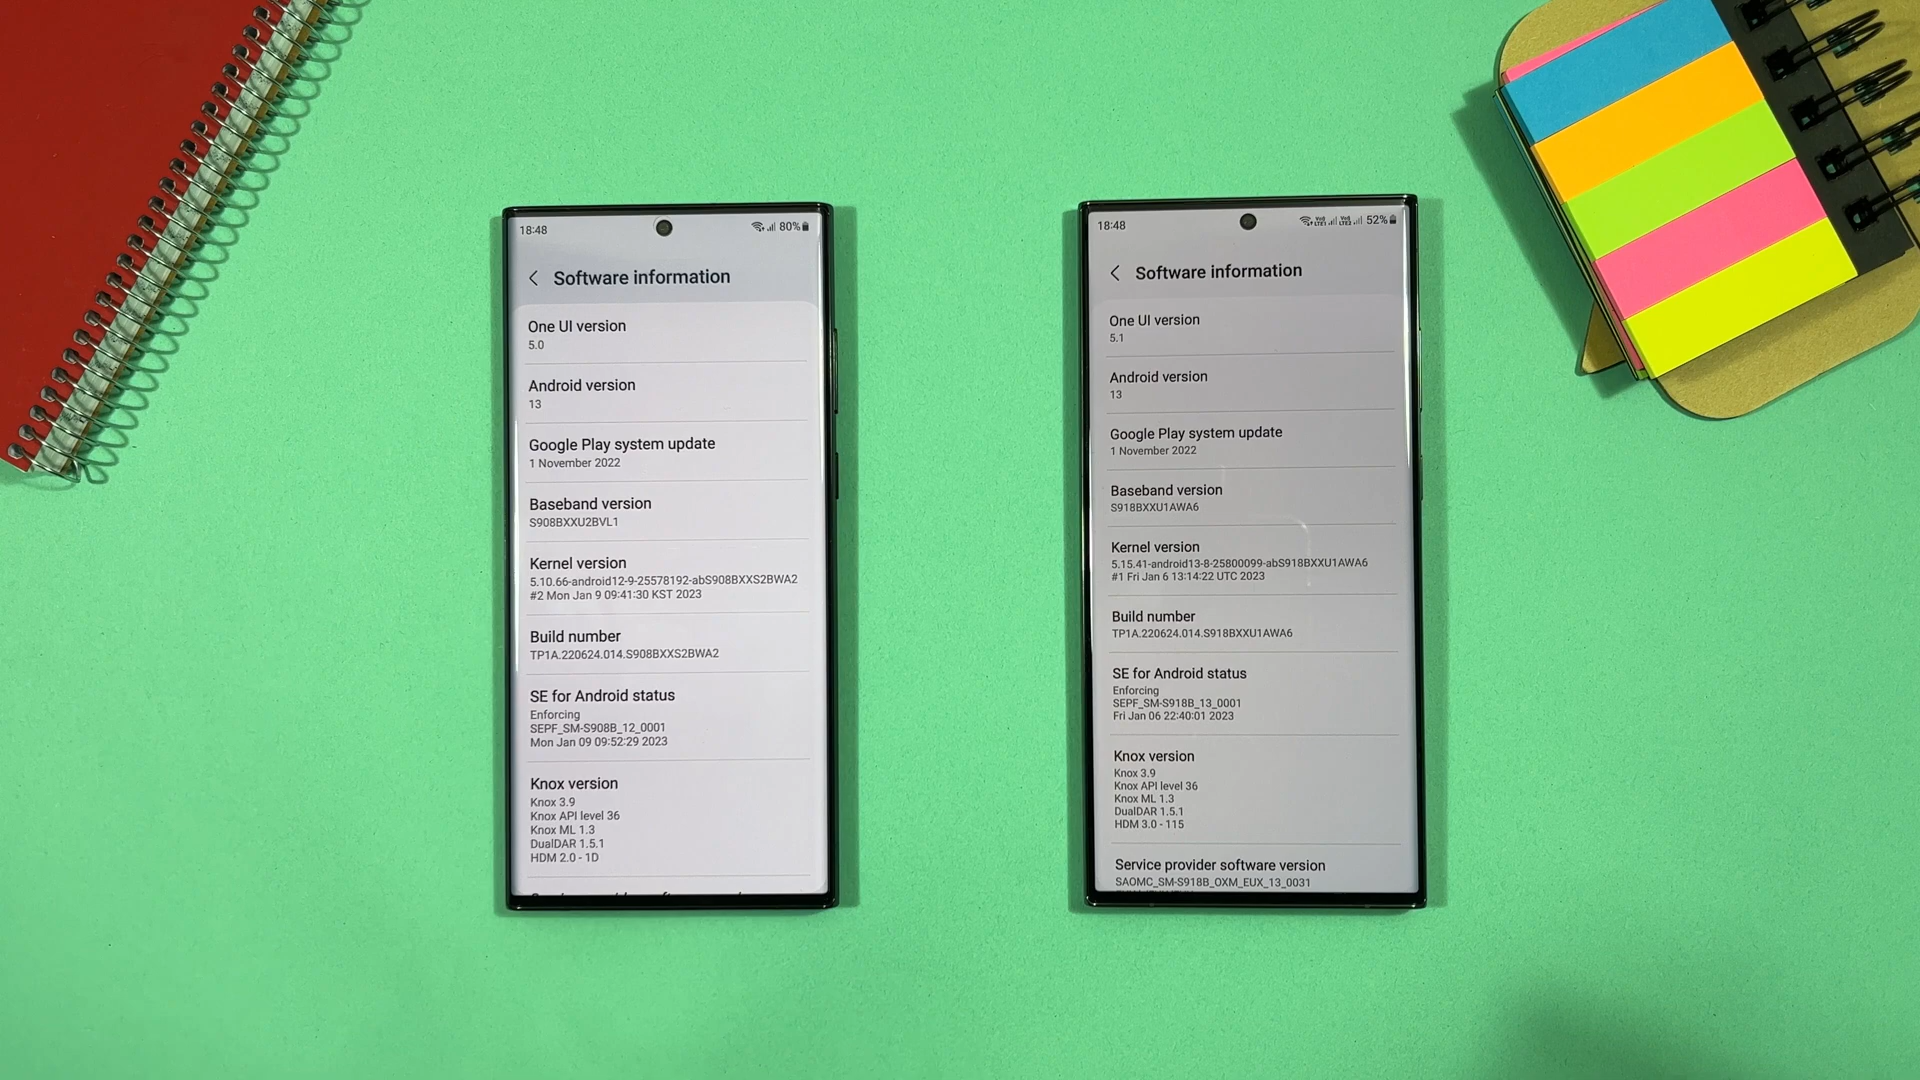 18:48
80%
Software information
One UI version
5.0
Android version
13
Google Play system update
1 November 2022
Baseband version
S908BXXU2BVL1
Kernel version
5.10.66-android12-9-25578192-abS908BXXS2BWA2
#2 Mon Jan 9 09:41:30 KST 2023
Build number
TP1A.220624.014.S908BXXS2BWA2
SE for Android status
Enforcing
SEPF_SM-S908B_12_0001
Mon Jan 09 09:52:29 2023
Knox version
Knox 3.9
Knox API level 36
Knox ML 1.3
DualDAR 1.5.1
HDM 2.0 - 1D
18:48
VoD LTE1 VoD LTE2 52%
Software information
One UI version
5.1
Android version
13
Google Play system update
1 November 2022
Baseband version
S918BXXU1AWA6
Kernel version
5.15.41-android13-8-25800099-abS918BXXU1AWA6
#1 Fri Jan 6 13:14:22 UTC 2023
Build number
TP1A.220624.014.S918BXXU1AWA6
SE for Android status
Enforcing
SEPF_SM-S918B_13_0001
Fri Jan 06 22:40:01 2023
Knox version
Knox 3.9
Knox API level 36
Knox ML 1.3
DualDAR 1.5.1
HDM 3.0 - 115
Service provider software version
SAOMC_SM-S918B_OXM_EUX_13_0031